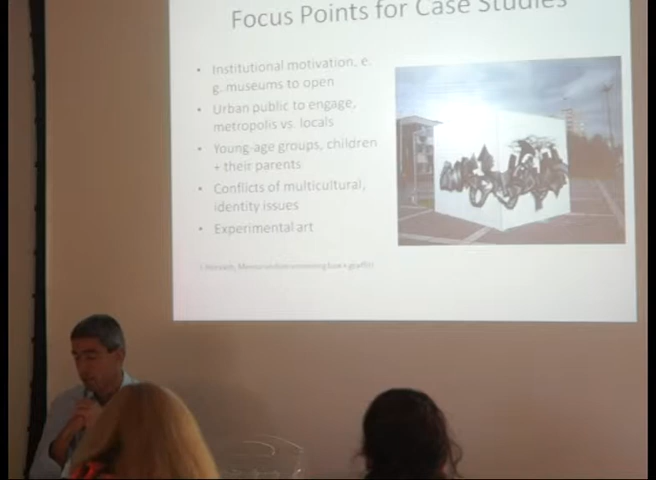 Focus Points for Case Studies
• Institutional motivation, e.
g. museums to open
• Urban public to engage,
metropolis vs. locals
• Young-age groups, children
+ their parents
• Conflicts of multicultural,
identity issues
• Experimental art